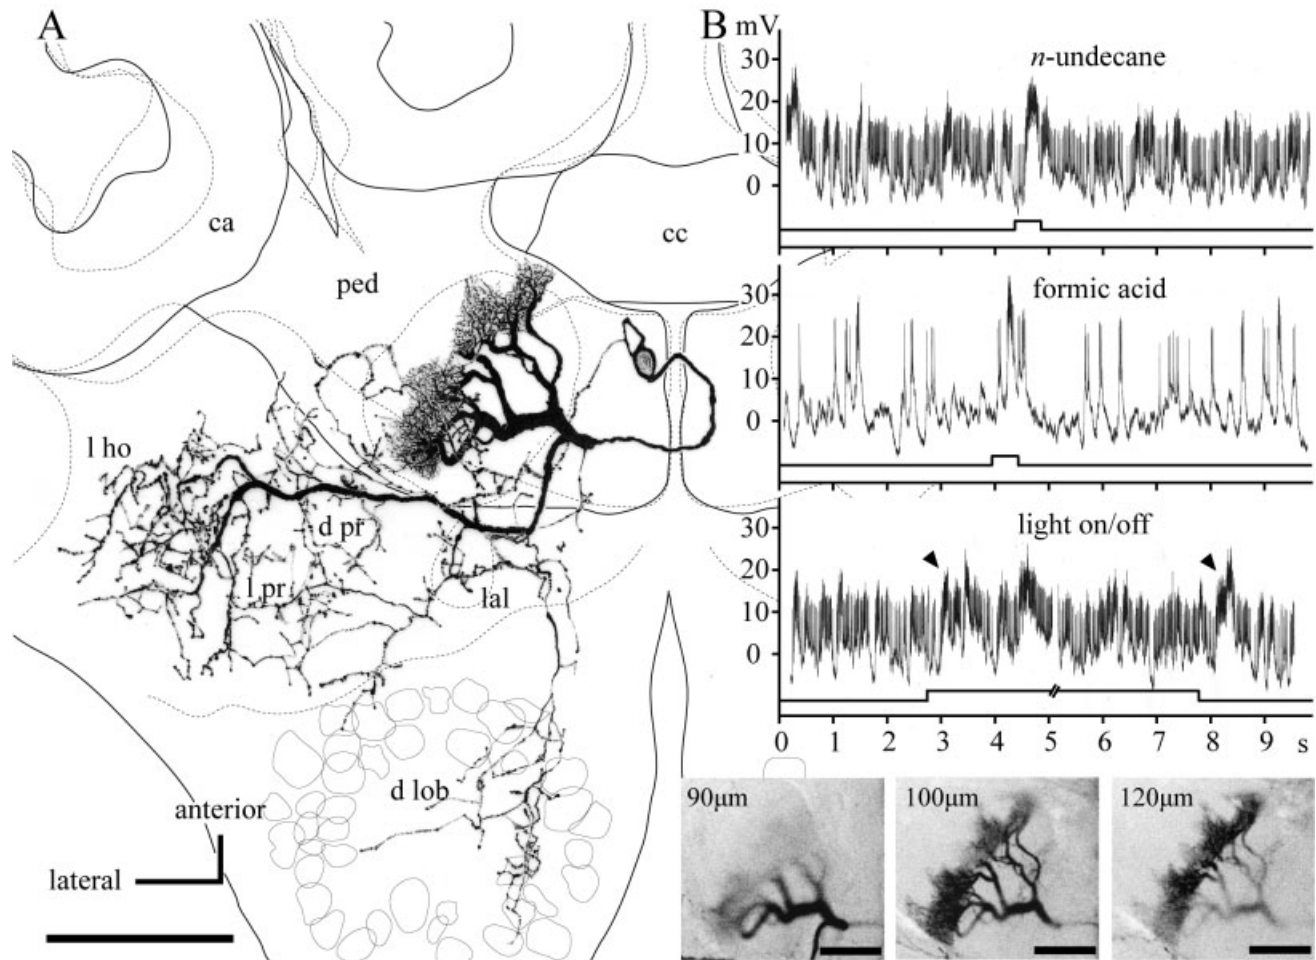 A
ca
ped
cc
l ho
d pr
l pr
lal
d lob
anterior
lateral
B
mV
n-undecane
30
20
10
0
formic acid
30
20
10
0
light on/off
30
20
10
0
0 1 2 3 4 5 6 7 8 9 s
90μm
100μm
120μm